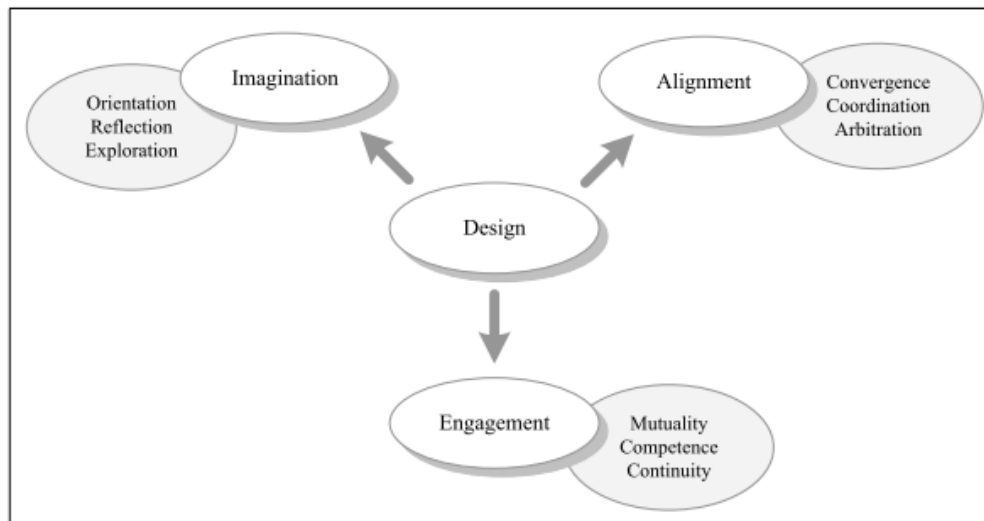 Imagination
Orientation
Reflection
Exploration
Alignment
Convergence
Coordination
Arbitration
Design
Engagement
Mutuality
Competence
Continuity